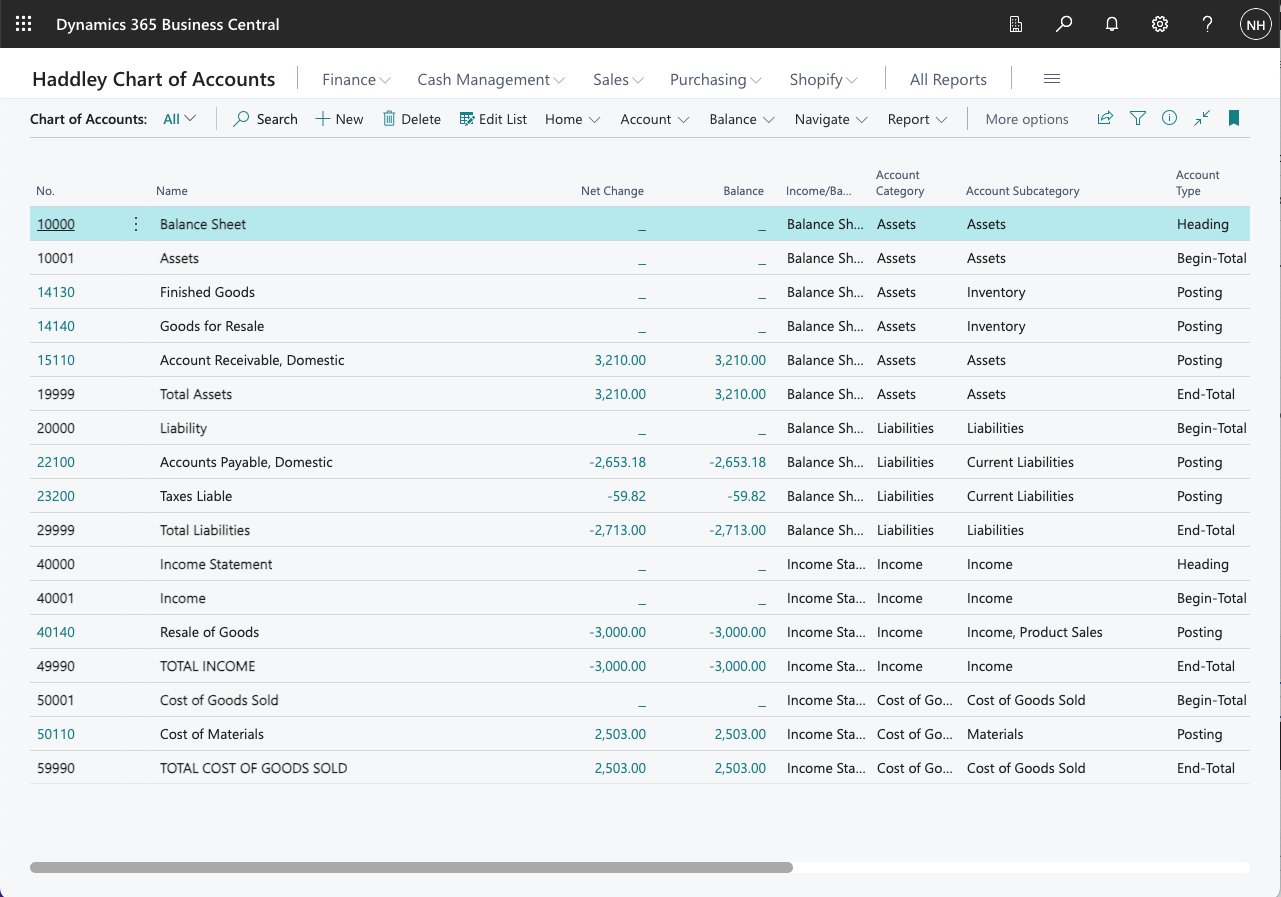 Dynamics 365 Business Central ? NH
Haddley Chart of Accounts Finance Cash Management Sales Purchasing Shopify All Reports
Chart of Accounts: All Search New Delete Edit List Home Account Balance Navigate Report More options
No. Name Net Change Balance Income/Ba... Account Category Account Subcategory Account Type
10000 Balance Sheet _ _ Balance Sh... Assets Assets Heading
10001 Assets _ _ Balance Sh... Assets Assets Begin-Total
14130 Finished Goods _ _ Balance Sh... Assets Inventory Posting
14140 Goods for Resale _ _ Balance Sh... Assets Inventory Posting
15110 Account Receivable, Domestic 3,210.00 3,210.00 Balance Sh... Assets Assets Posting
19999 Total Assets 3,210.00 3,210.00 Balance Sh... Assets Assets End-Total
20000 Liability _ _ Balance Sh... Liabilities Liabilities Begin-Total
22100 Accounts Payable, Domestic -2,653.18 -2,653.18 Balance Sh... Liabilities Current Liabilities Posting
23200 Taxes Liable -59.82 -59.82 Balance Sh... Liabilities Current Liabilities Posting
29999 Total Liabilities -2,713.00 -2,713.00 Balance Sh... Liabilities Liabilities End-Total
40000 Income Statement _ _ Income Sta... Income Income Heading
40001 Income _ _ Income Sta... Income Income Begin-Total
40140 Resale of Goods -3,000.00 -3,000.00 Income Sta... Income Income, Product Sales Posting
49990 TOTAL INCOME -3,000.00 -3,000.00 Income Sta... Income Income End-Total
50001 Cost of Goods Sold _ _ Income Sta... Cost of Go... Cost of Goods Sold Begin-Total
50110 Cost of Materials 2,503.00 2,503.00 Income Sta... Cost of Go... Materials Posting
59990 TOTAL COST OF GOODS SOLD 2,503.00 2,503.00 Income Sta... Cost of Go... Cost of Goods Sold End-Total